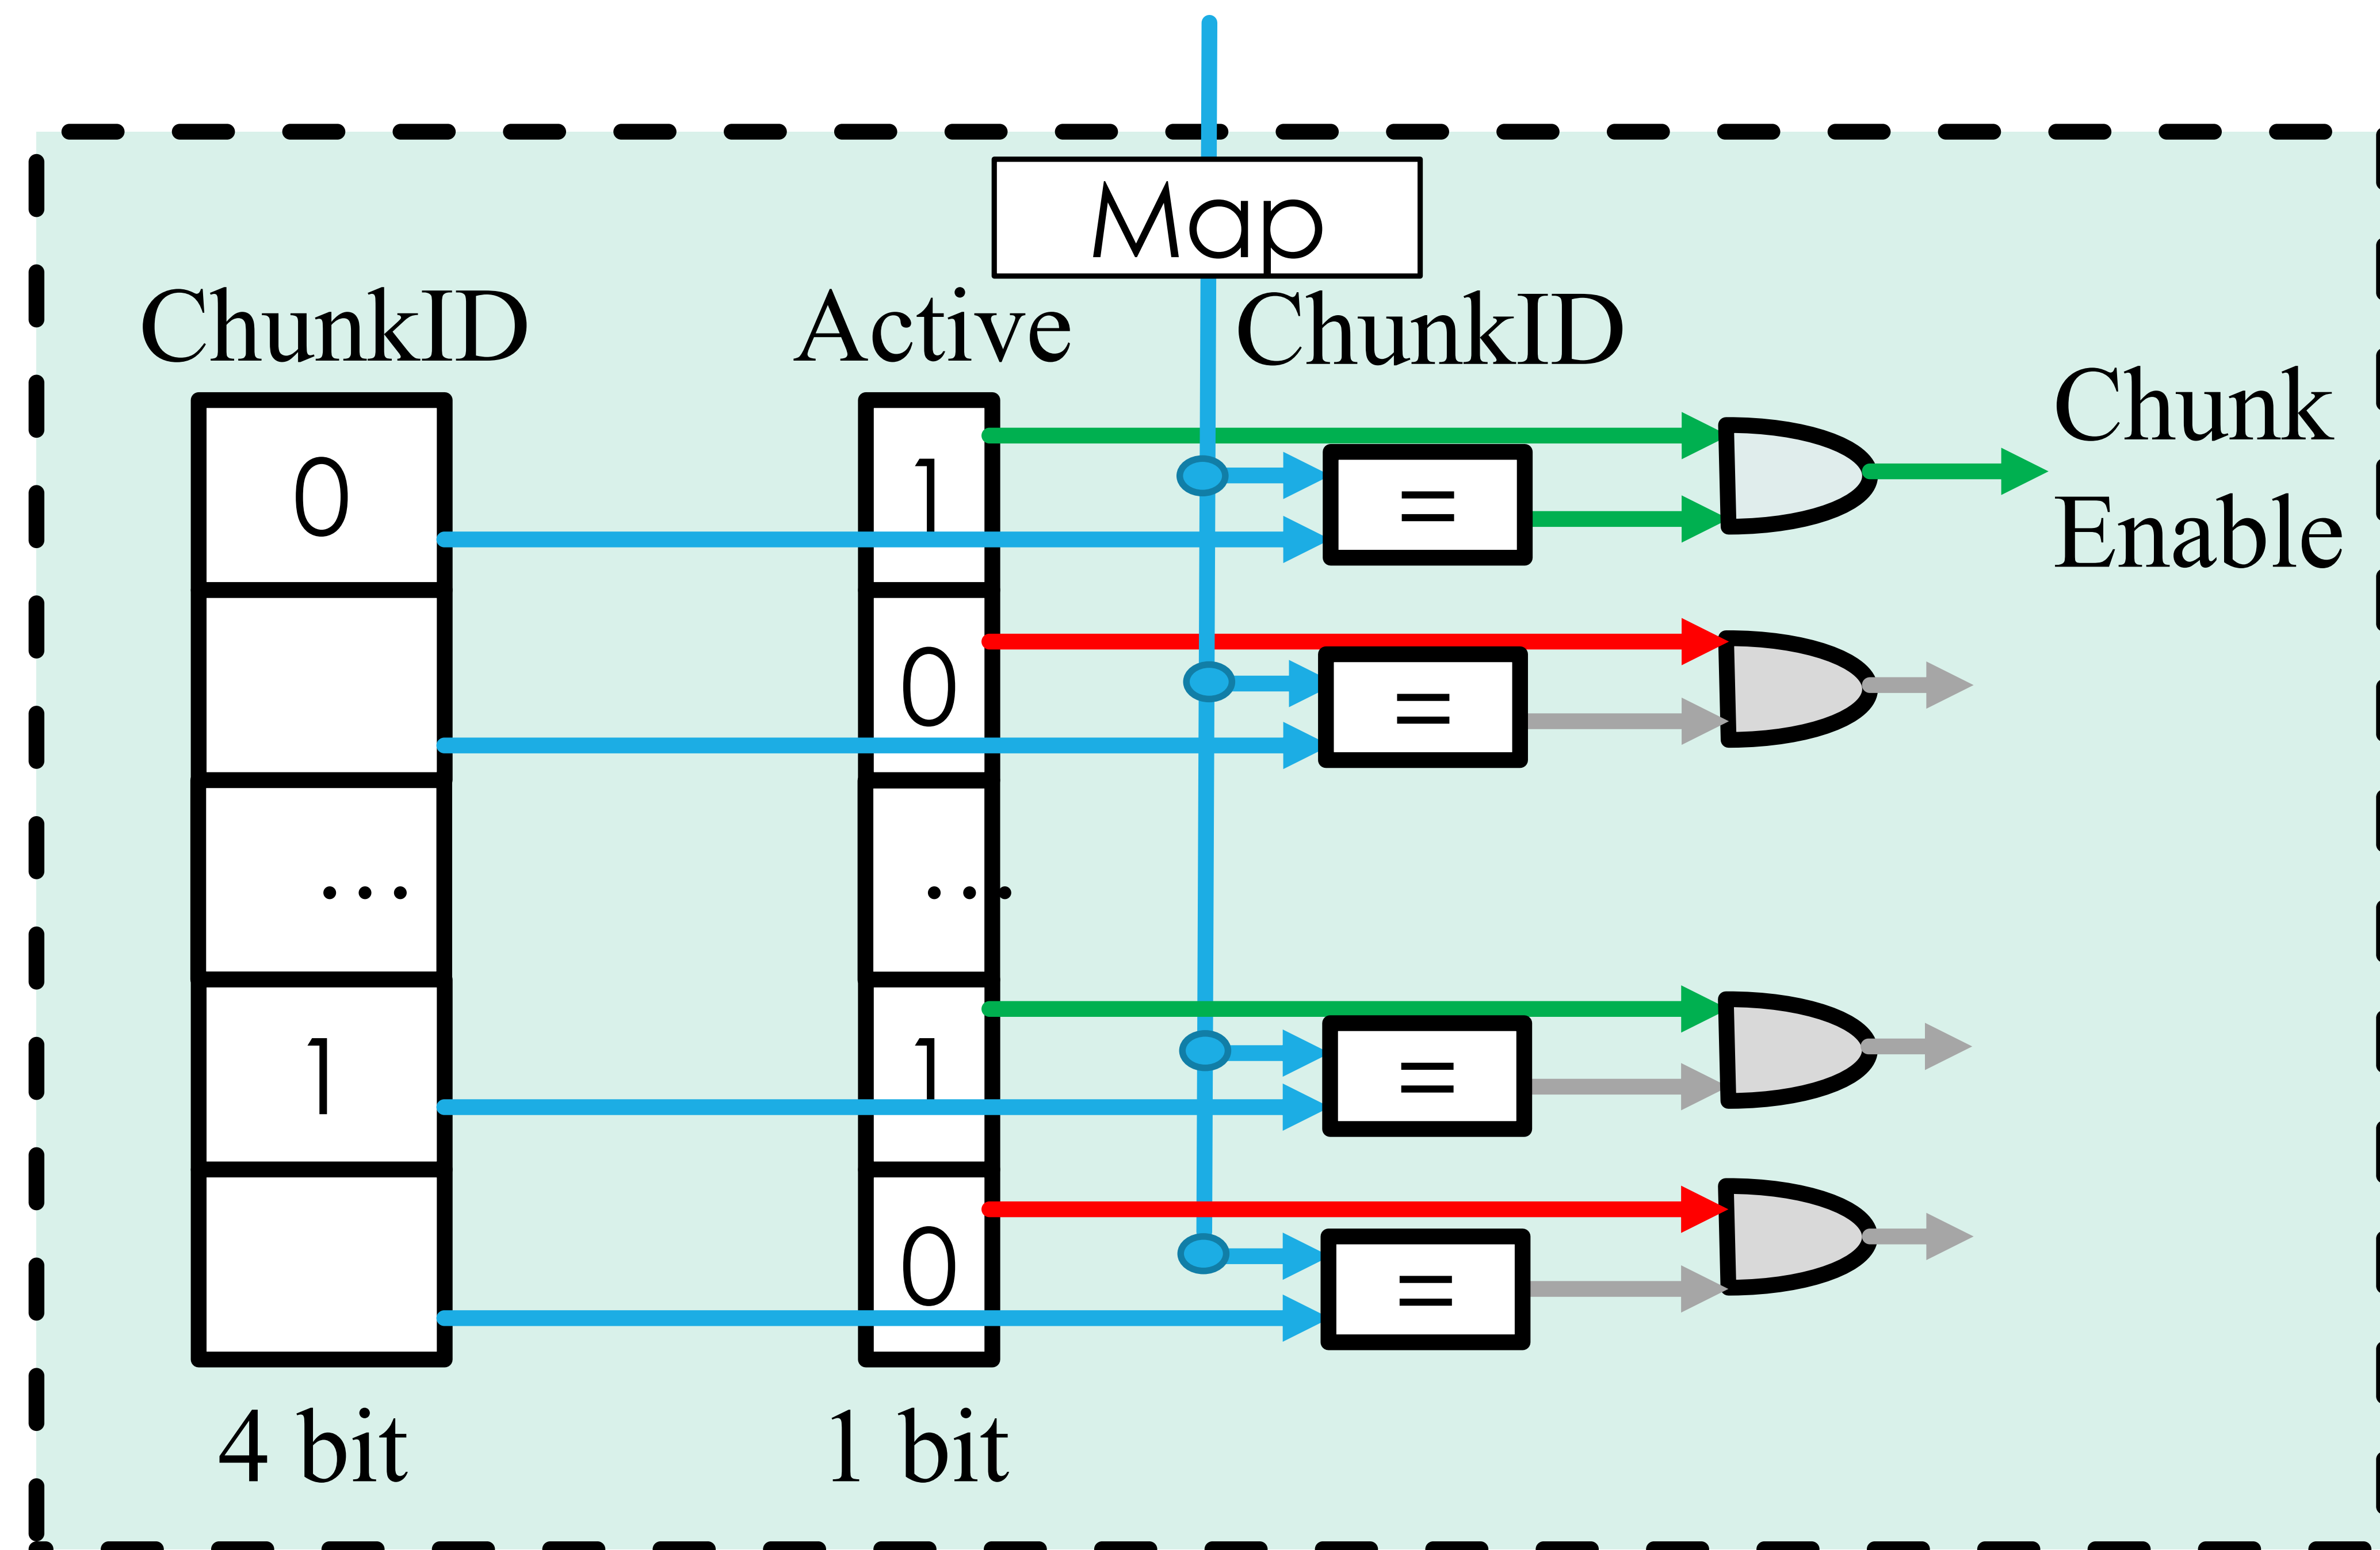 Map
ChunkID Active ChunkID
Chunk
Enable
0 1 =
0 =
... ...
1 1 =
0 =
4 bit 1 bit